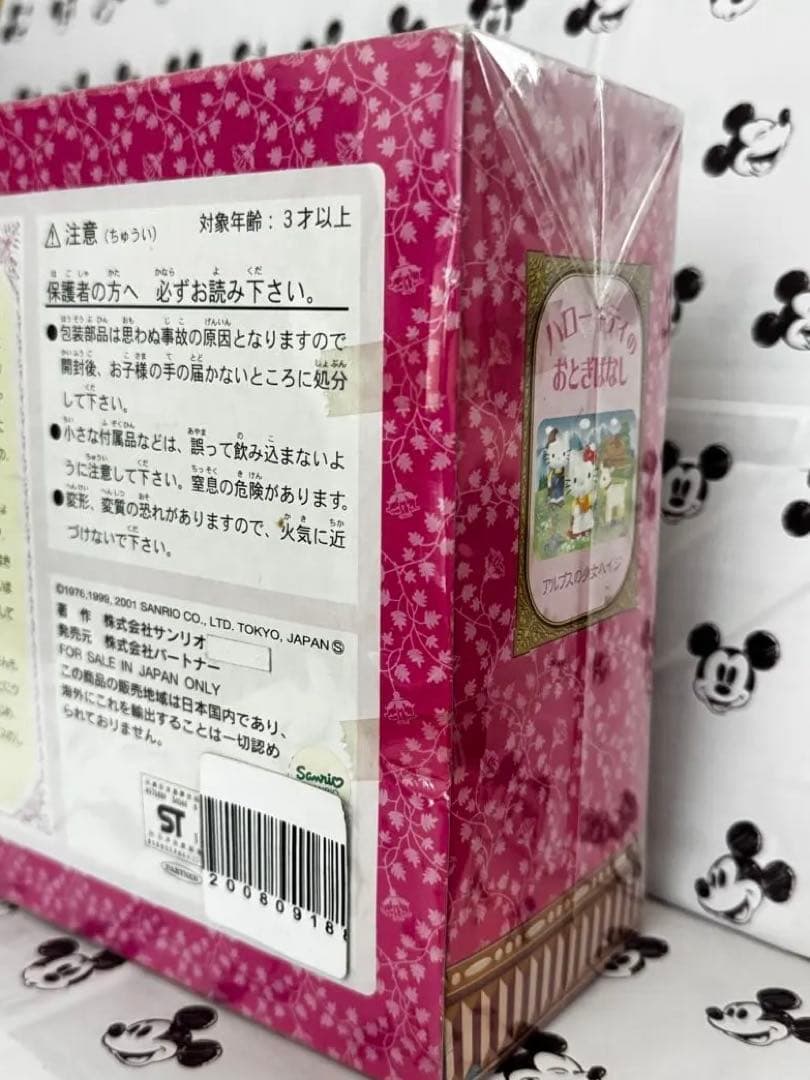 ⚠注意(ちゅうい) 対象年齢:3才以上
保護者の方へ 必ずお読み下さい。
●包装部品は思わぬ事故の原因となりますので
開封後、お子様の手の届かないところに処分
して下さい。
●小さな付属品などは、誤って飲み込まないよ
うに注意して下さい。窒息の危険があります。
●変形、変質の恐れがありますので、火気に近
づけないで下さい。
©1976,1999, 2001 SANRIO CO., LTD. TOKYO, JAPAN Ⓢ
著 作 株式会社サンリオ
発売元 株式会社パートナー
FOR SALE IN JAPAN ONLY
この商品の販売地域は日本国内であり、
海外にこれを輸出することは一切認め
られておりません。
Sanrio
ST
PARTNER
200809188
ハローキティの
おとぎばなし
アルプスの少女ハイジ